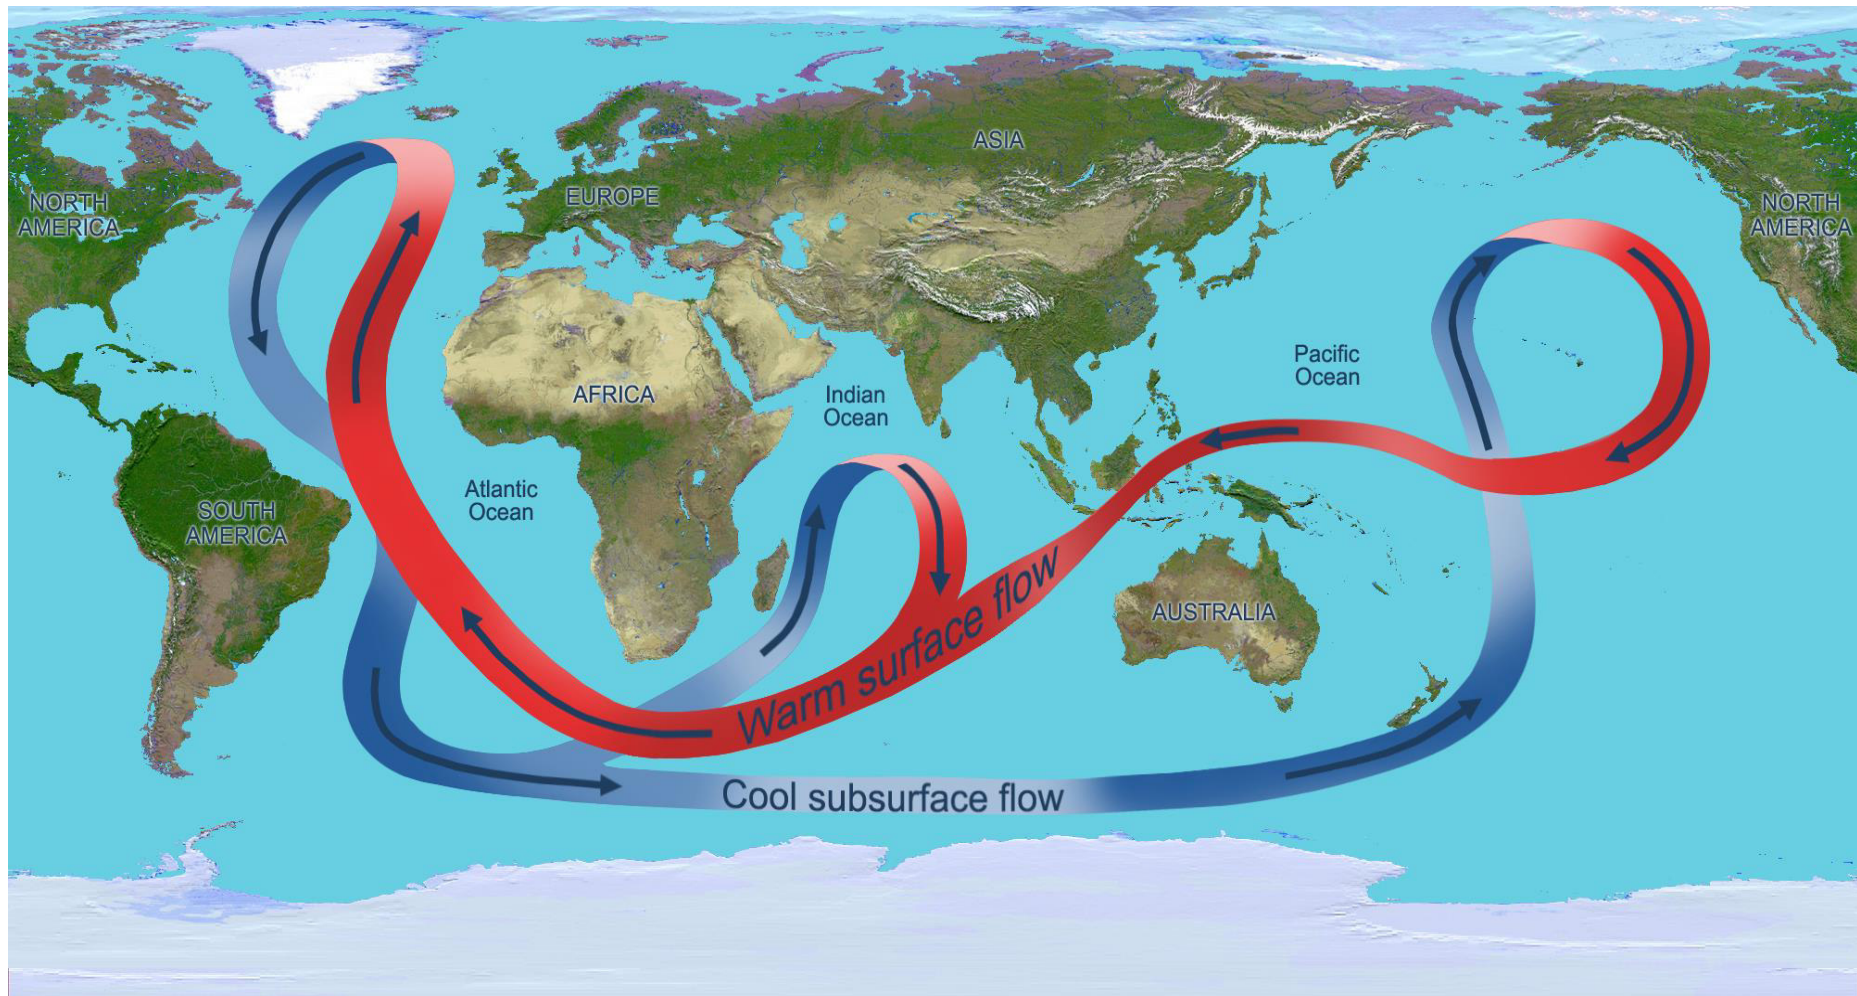 ASIA
EUROPE
NORTH
AMERICA
NORTH
AMERICA
Pacific
Ocean
AFRICA
Indian
Ocean
Atlantic
Ocean
SOUTH
AMERICA
AUSTRALIA
Warm surface flow
Cool subsurface flow